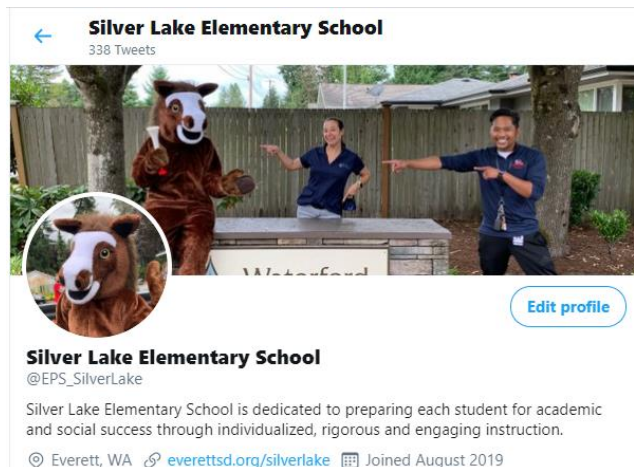 Silver Lake Elementary School
338 Tweets
Waterford
Edit profile
Silver Lake Elementary School
@EPS_SilverLake
Silver Lake Elementary School is dedicated to preparing each student for academic
and social success through individualized, rigorous and engaging instruction.
Everett, WA everettsd.org/silverlake Joined August 2019